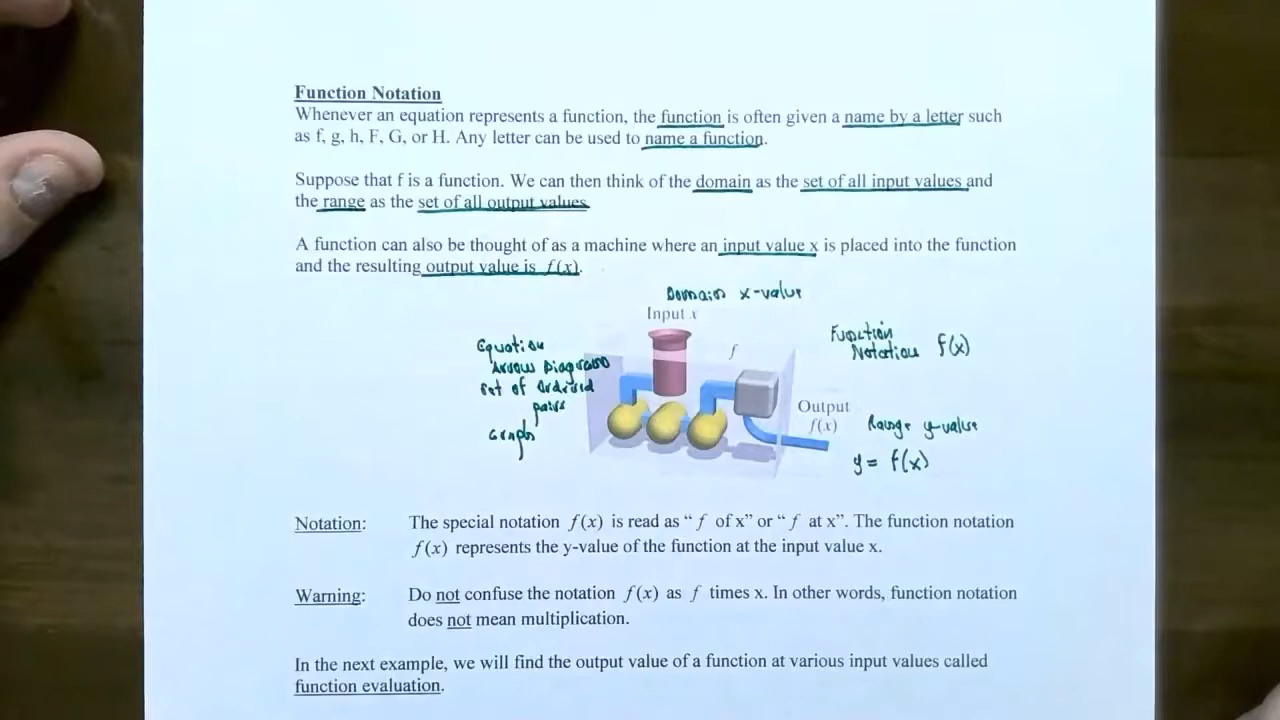 Function Notation
Whenever an equation represents a function, the function is often given a name by a letter such
as f, g, h, F, G, or H. Any letter can be used to name a function.
Suppose that f is a function. We can then think of the domain as the set of all input values and
the range as the set of all output values.
A function can also be thought of as a machine where an input value x is placed into the function
and the resulting output value is f(x).
Domain x-value
Input x
Function
Notation f(x)
Equation
Arrow Diagram
Set of Ordered
pairs
Graph
f
Output
f(x)
Range y-value
y = f(x)
Notation: The special notation f(x) is read as “ f of x” or “ f at x”. The function notation
f(x) represents the y-value of the function at the input value x.
Warning: Do not confuse the notation f(x) as f times x. In other words, function notation
does not mean multiplication.
In the next example, we will find the output value of a function at various input values called
function evaluation.